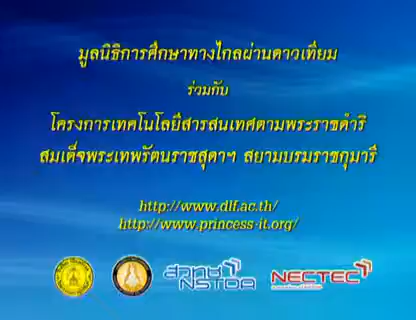 มูลนิธิการศึกษาทางไกลผ่านดาวเทียม
ร่วมกับ
โครงการเทคโนโลยีสารสนเทศตามพระราชดำริ
สมเด็จพระเทพรัตนราชสุดาฯ สยามบรมราชกุมารี
http://www.dlf.ac.th/
http://www.princess-it.org/
สวทช
NSTDA
NECTEC